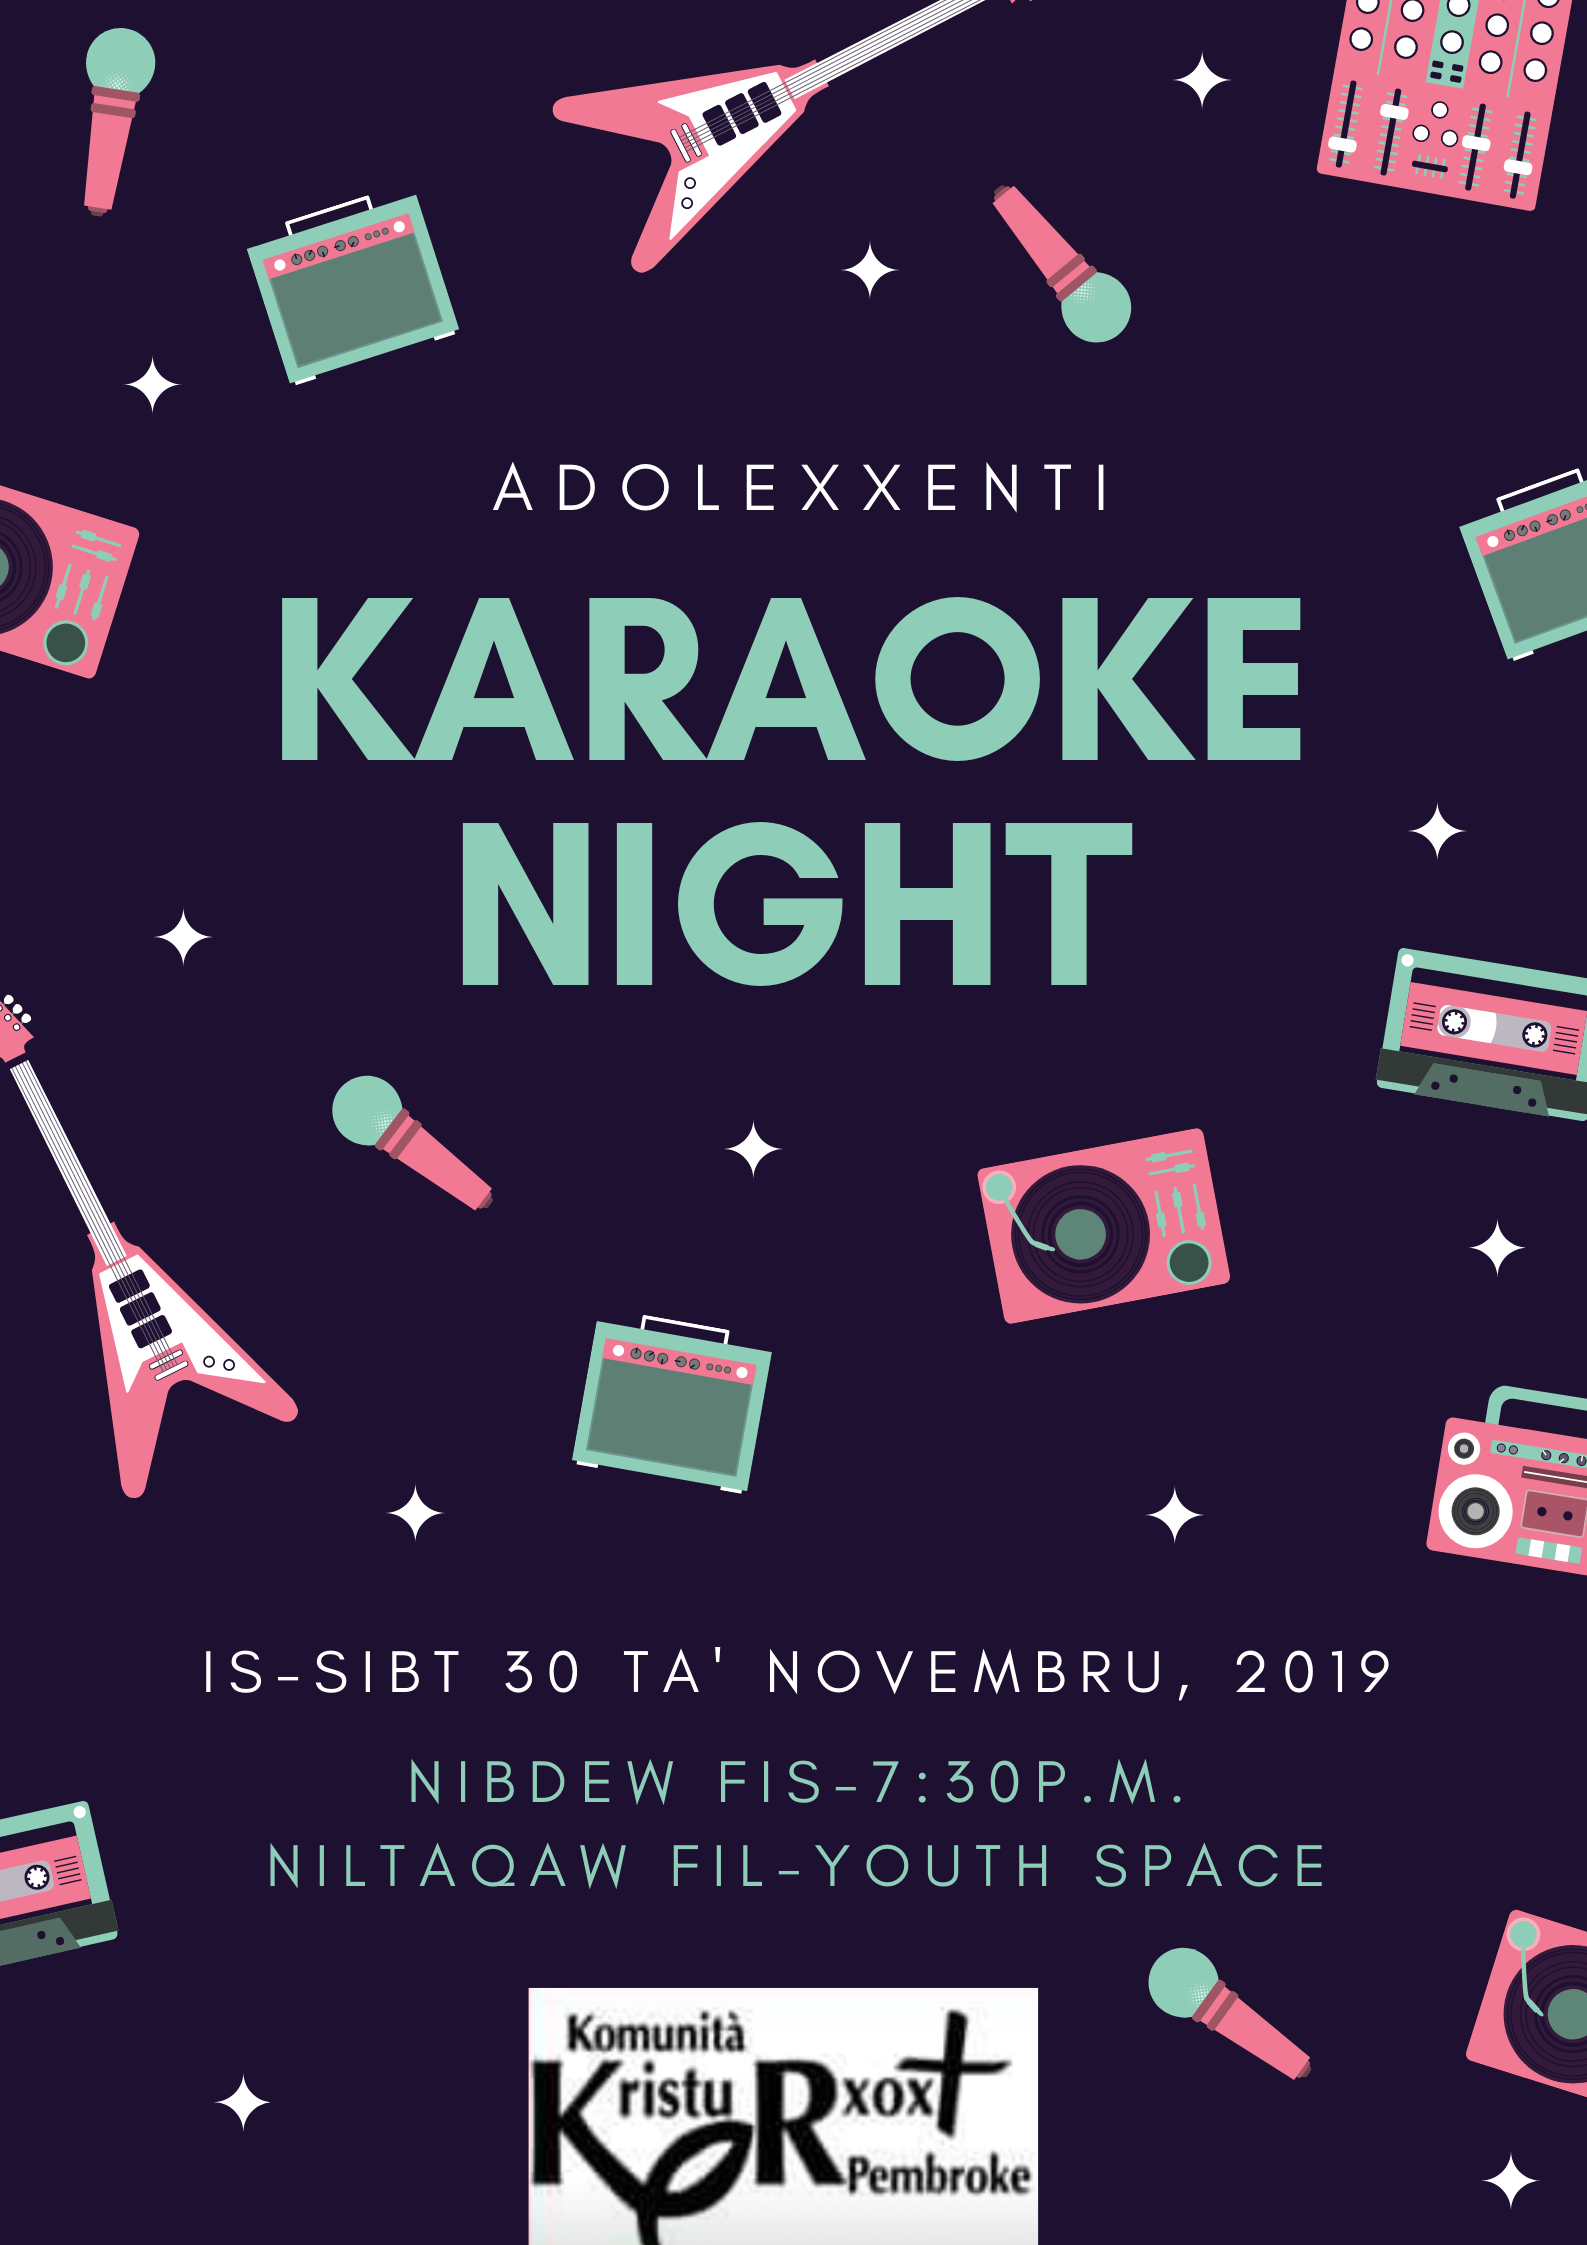 ADOLEXXENTI
KARAOKE
NIGHT
IS-SIBT 30 TA' NOVEMBRU, 2019
NIBDEW FIS-7:30P.M.
NILTAQAW FIL-YOUTH SPACE
Komunità
Kristu Rxoxt
Pembroke